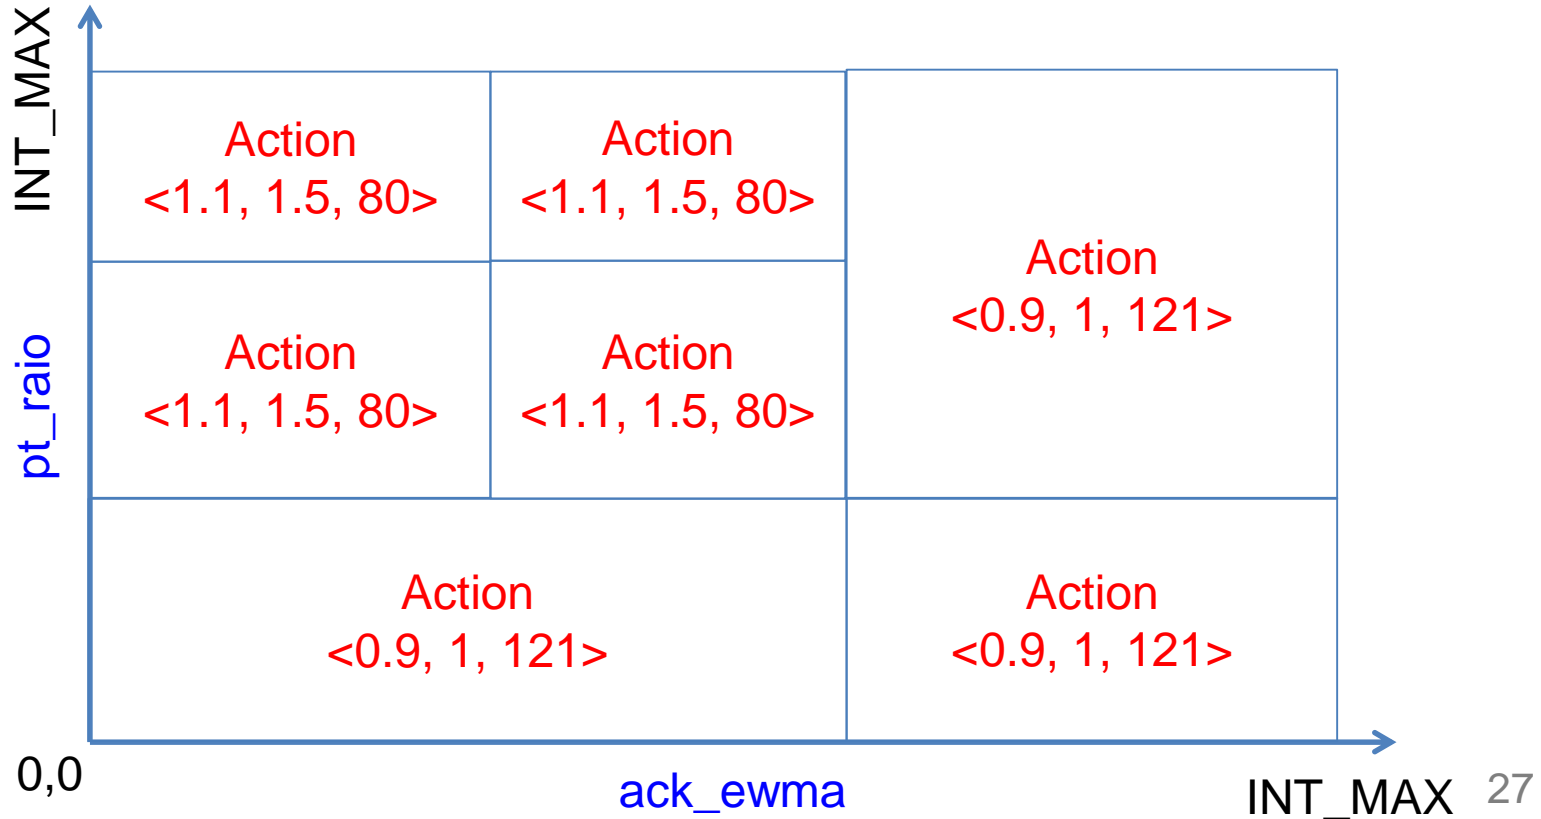 INT_MAX
Action
<1.1, 1.5, 80>
Action
<1.1, 1.5, 80>
Action
<0.9, 1, 121>
pt_raio
Action
<1.1, 1.5, 80>
Action
<1.1, 1.5, 80>
Action
<0.9, 1, 121>
Action
<0.9, 1, 121>
0,0
ack_ewma
INT_MAX
27